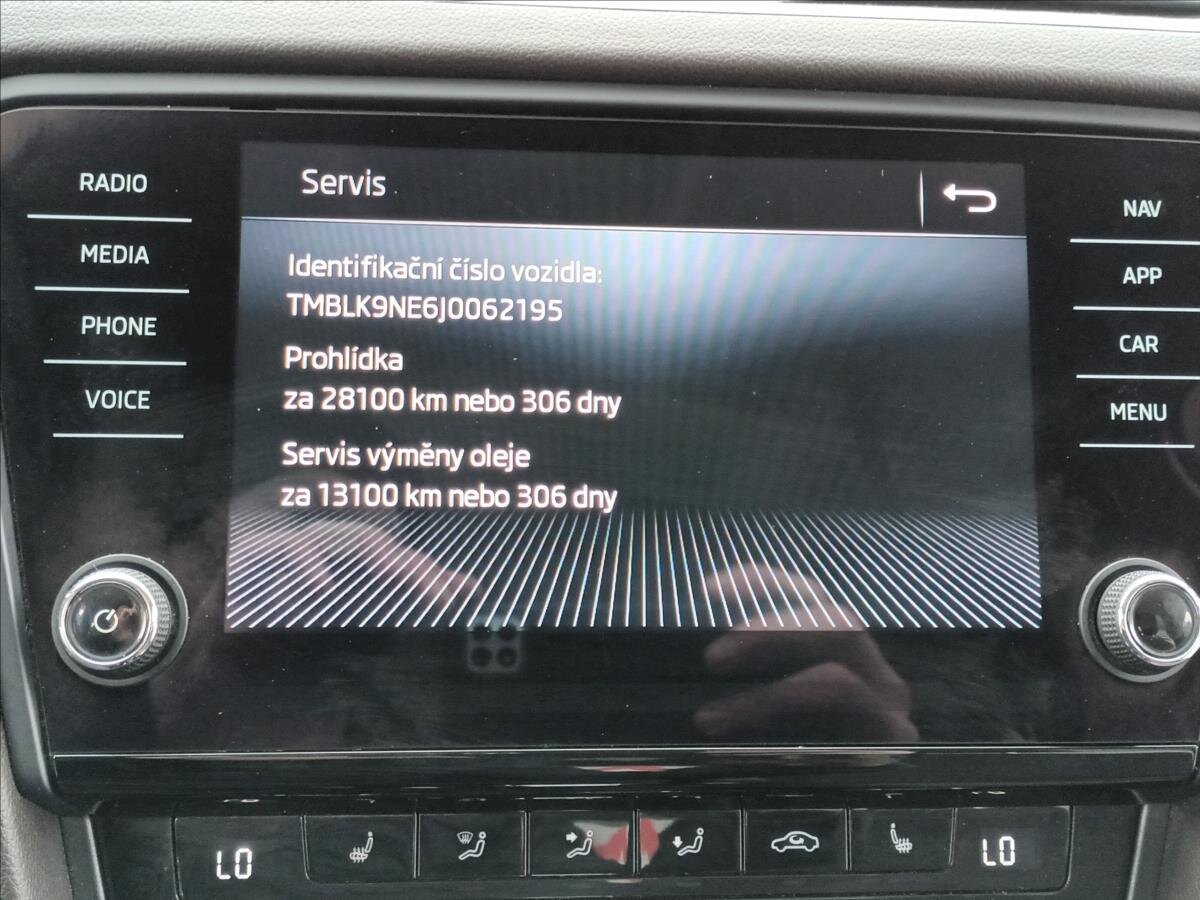 Servis
RADIO
MEDIA
PHONE
VOICE
Identifikační číslo vozidla:
TMBLK9NE6J0062195
Prohlídka
za 28100 km nebo 306 dny
Servis výměny oleje
za 13100 km nebo 306 dny
NAV
APP
CAR
MENU
LO
LO